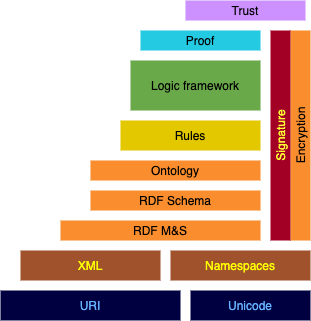 Trust
Proof
Logic framework
Rules
Ontology
RDF Schema
RDF M&S
Signature
Encryption
XML
Namespaces
URI
Unicode